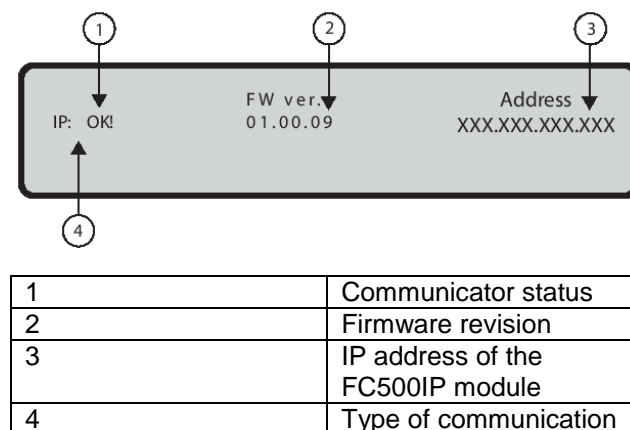 1 2 3
FW ver. Address
IP: OK! 01.00.09 XXX.XXX.XXX.XXX
4
1 Communicator status
2 Firmware revision
3 IP address of the
FC500IP module
4 Type of communication